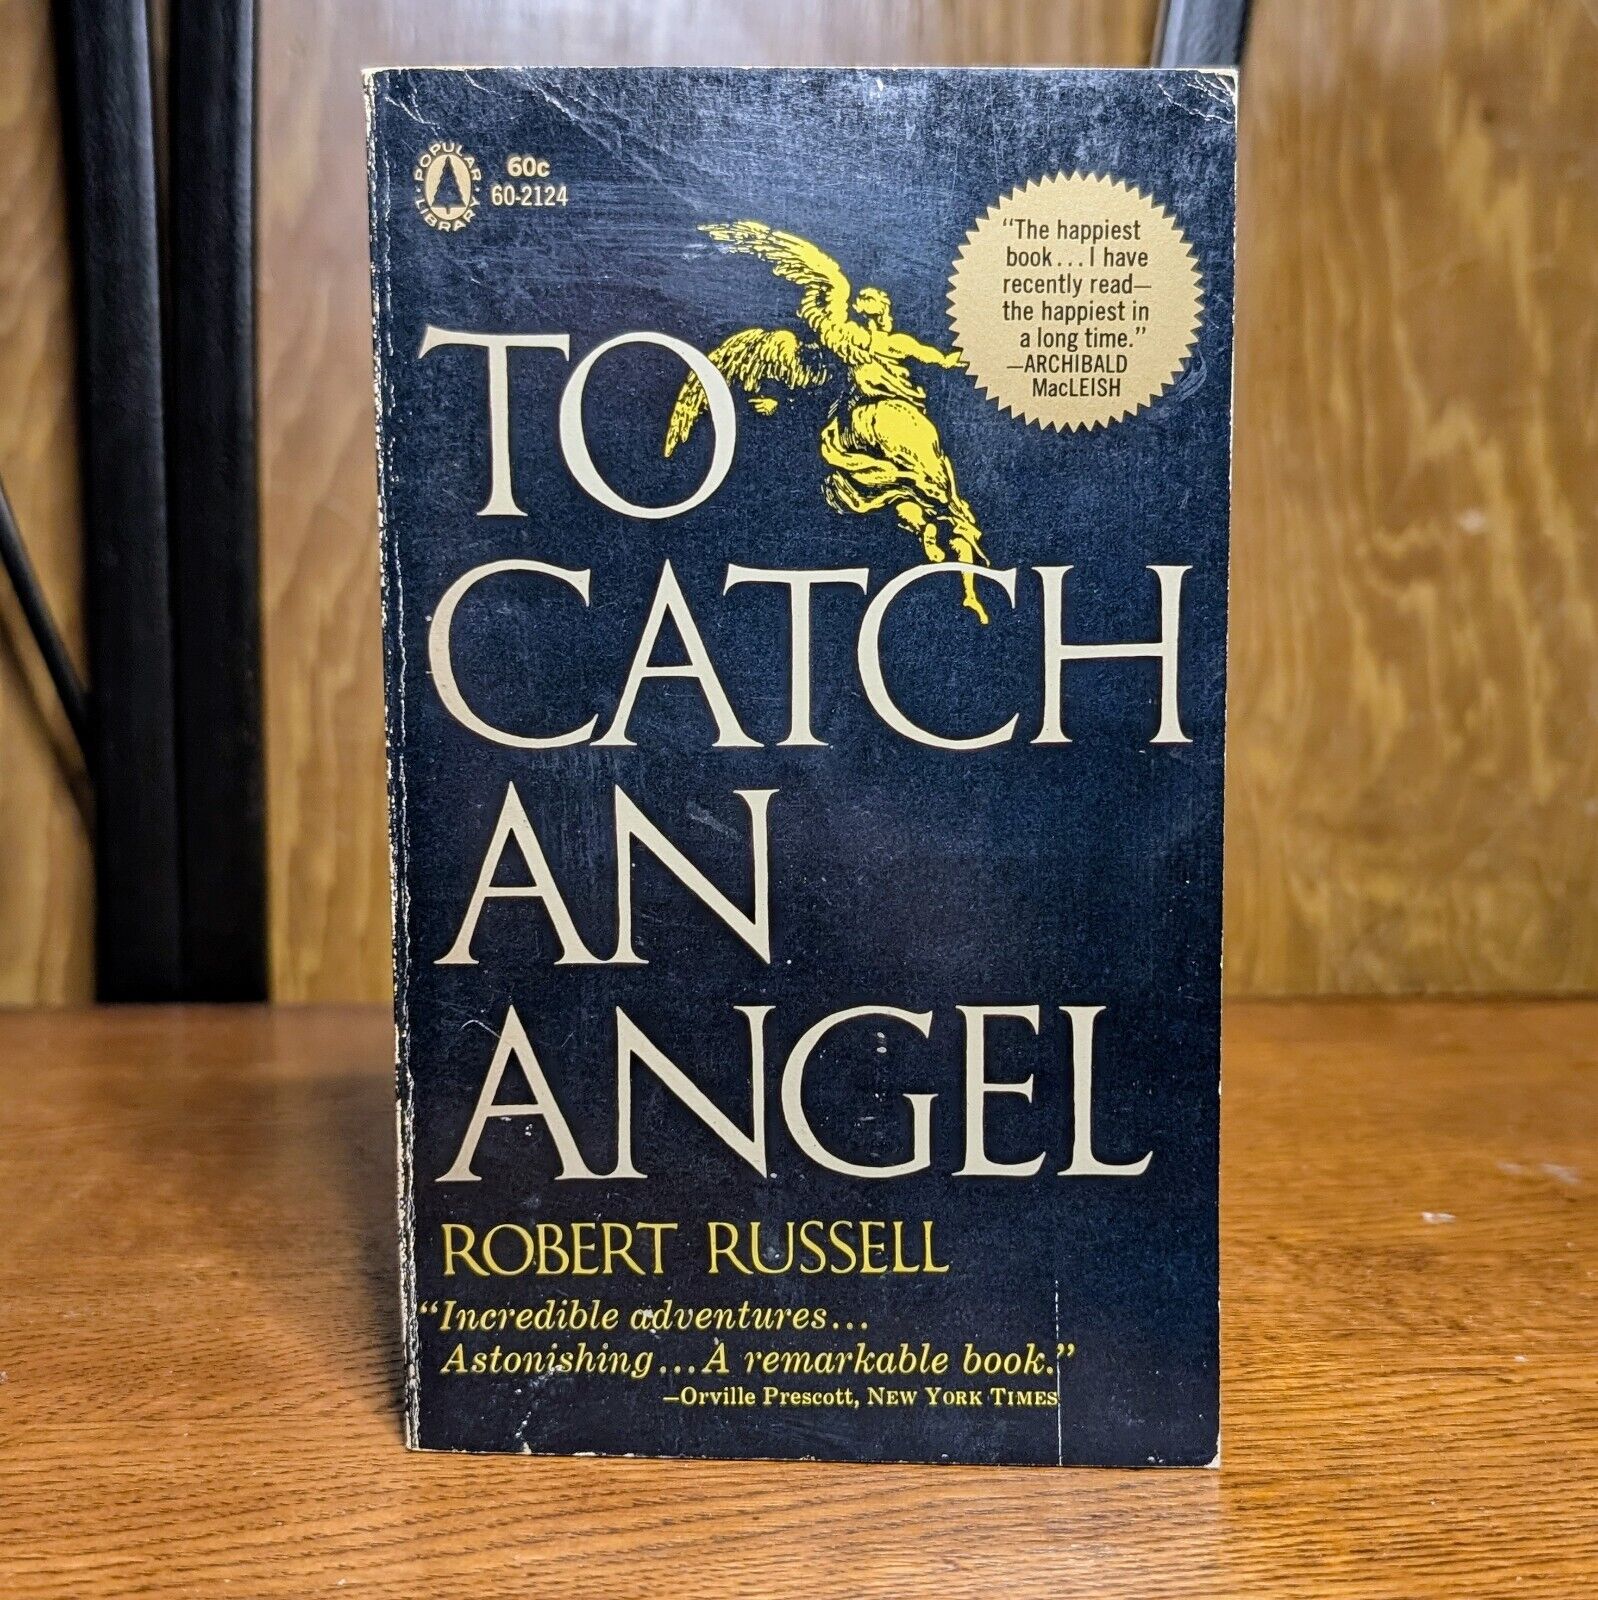 POPULAR LIBRARY
60c
60-2124
"The happiest
book...I have
recently read—
the happiest in
a long time."
—ARCHIBALD
MacLEISH
TO
CATCH
AN
ANGEL
ROBERT RUSSELL
"Incredible adventures...
Astonishing...A remarkable book."
—Orville Prescott, NEW YORK TIMES